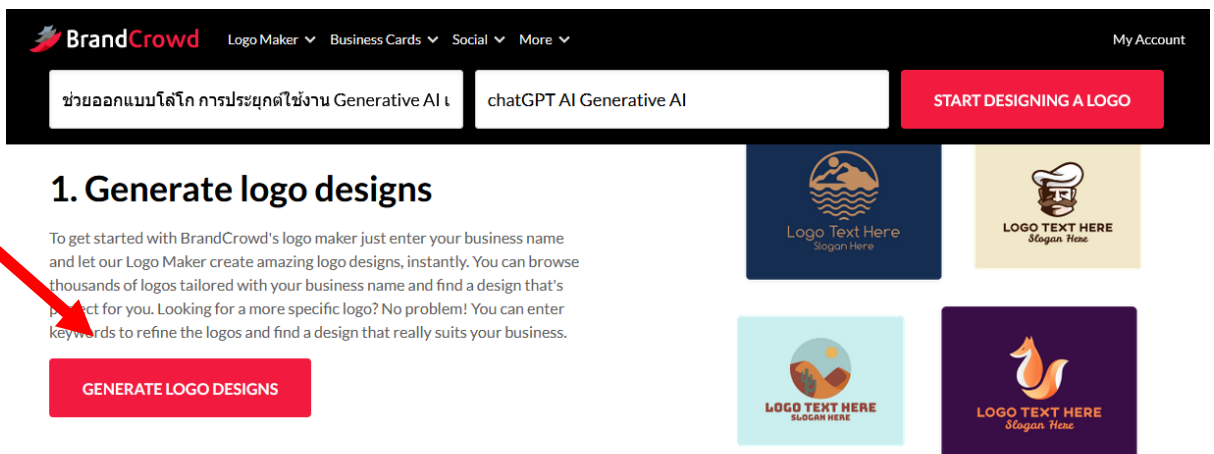 BrandCrowd Logo Maker Business Cards Social More My Account
ช่วยออกแบบโลโก การประยุกต์ใช้งาน Generative AI เ chatGPT AI Generative AI START DESIGNING A LOGO
1. Generate logo designs
To get started with BrandCrowd's logo maker just enter your business name
and let our Logo Maker create amazing logo designs, instantly. You can browse
thousands of logos tailored with your business name and find a design that's
for you. Looking for a more specific logo? No problem! You can enter
keywords to refine the logos and find a design that really suits your business.
GENERATE LOGO DESIGNS
Logo Text Here
Slogan Here
LOGO TEXT HERE
Slogan Here
LOGO TEXT HERE
SLOGAN HERE
LOGO TEXT HERE
Slogan Here